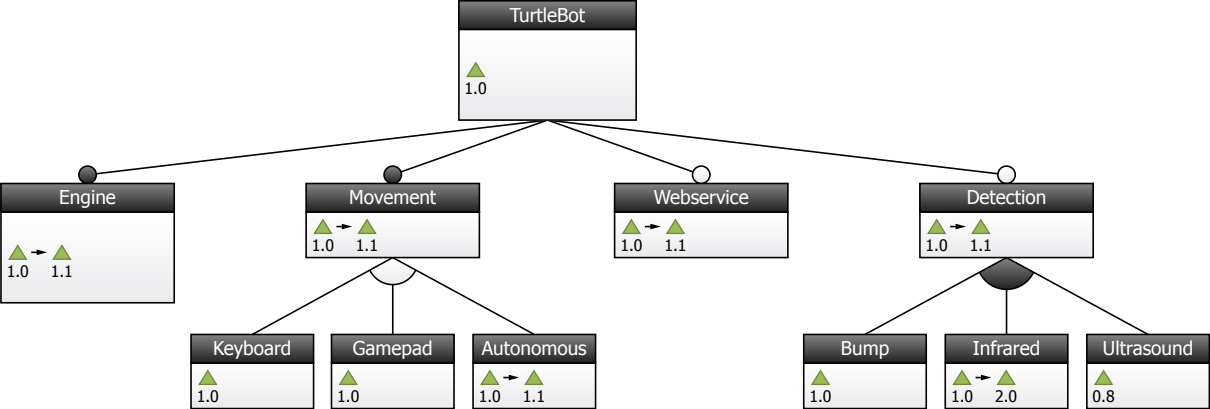 TurtleBot
1.0
Engine
1.0 1.1
Movement
1.0 1.1
Webservice
1.0 1.1
Detection
1.0 1.1
Keyboard
1.0
Gamepad
1.0
Autonomous
1.0 1.1
Bump
1.0
Infrared
1.0 2.0
Ultrasound
0.8